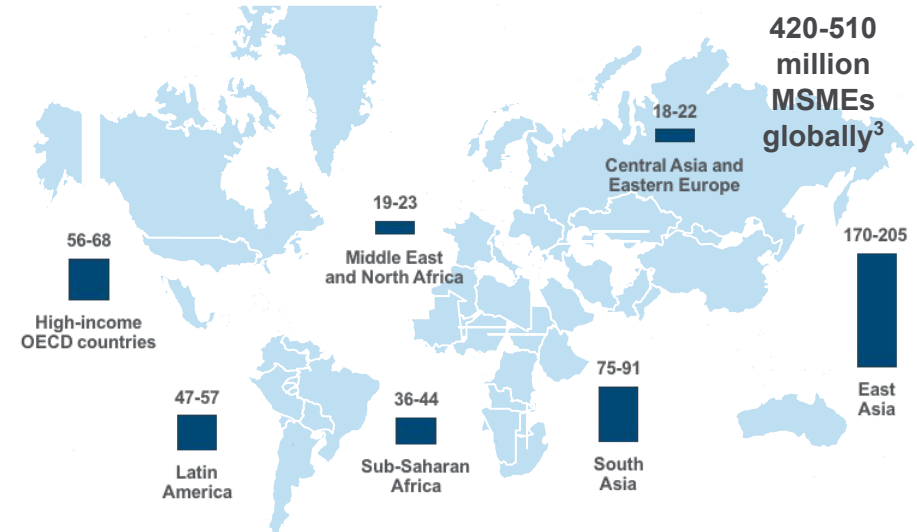 420-510
million
MSMEs
globally3
18-22
Central Asia and
Eastern Europe
19-23
Middle East
and North Africa
56-68
High-income
OECD countries
170-205
East
Asia
47-57
Latin
America
36-44
Sub-Saharan
Africa
75-91
South
Asia